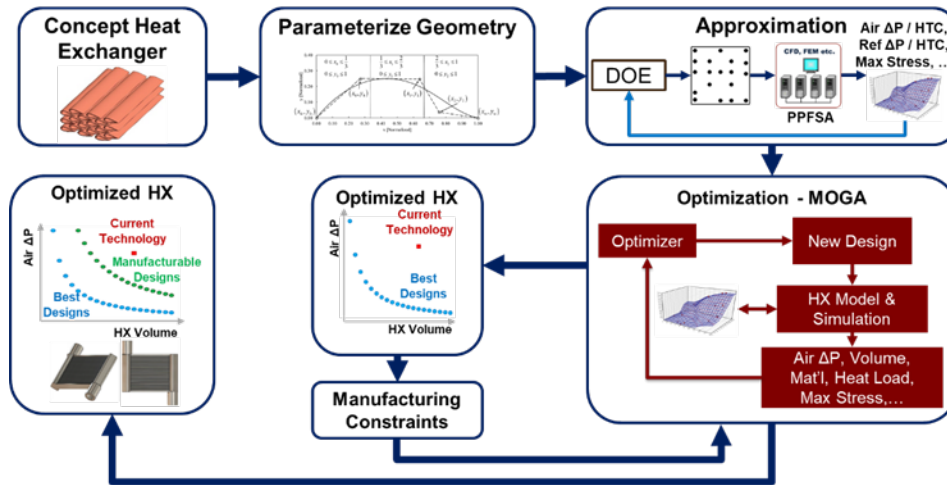 Concept Heat
Exchanger
Parameterize Geometry
x [Normalized]
Approximation
DOE
CFD, FEM etc.
PPFSA
Air ΔP / HTC,
Ref ΔP / HTC,
Max Stress, ...
Optimized HX
Air ΔP
Current
Technology
Manufacturable
Designs
Best
Designs
HX Volume
Optimized HX
Air ΔP
Current
Technology
Best
Designs
HX Volume
Manufacturing
Constraints
Optimization - MOGA
Optimizer
New Design
HX Model &
Simulation
Air ΔP, Volume,
Mat'l, Heat Load,
Max Stress,…